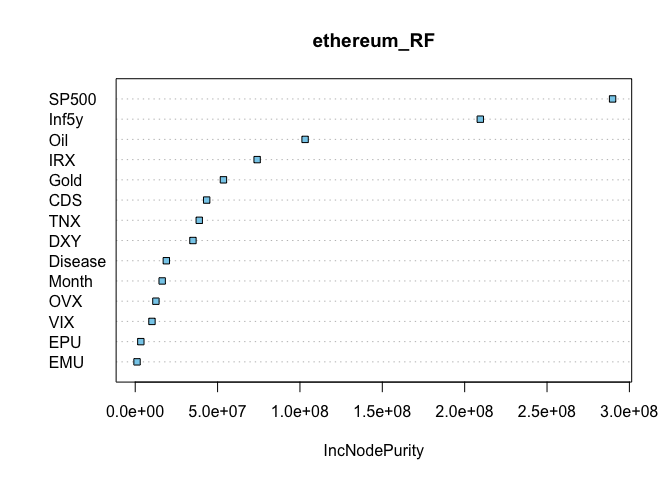 ethereum_RF
SP500
Inf5y
Oil
IRX
Gold
CDS
TNX
DXY
Disease
Month
OVX
VIX
EPU
EMU
0.0e+00 5.0e+07 1.0e+08 1.5e+08 2.0e+08 2.5e+08 3.0e+08
IncNodePurity